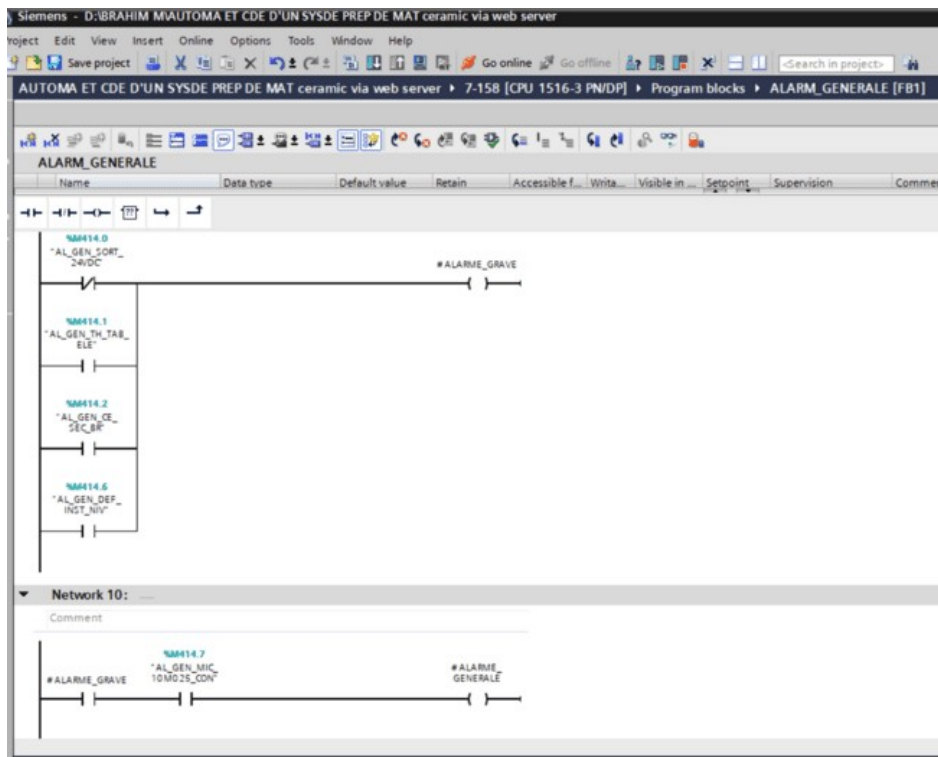 Siemens - D:\BRAHIM M\AUTOMA ET CDE D'UN SYSDE PREP DE MAT ceramic via web server
Project Edit View Insert Online Options Tools Window Help
Save project Go online Go offline <Search in project>
AUTOMA ET CDE D'UN SYSDE PREP DE MAT ceramic via web server 7-158 [CPU 1516-3 PN/DP] Program blocks ALARM_GENERALE [FB1]
ALARM_GENERALE
Name Data type Default value Retain Accessible f... Writa... Visible in ... Setpoint Supervision Commen
%M414.0
"AL_GEN_SORT_
24VDC"
#ALARME_GRAVE
%M414.1
"AL_GEN_TH_TAB_
ELE"
%M414.2
"AL_GEN_CE_
SEC_BR"
%M414.6
"AL_GEN_DEF_
INST_NIV"
Network 10: ....
Comment
%M414.7
"AL_GEN_MIC_
10M025_CON"
#ALARME_GRAVE
#ALARME_
GENERALE